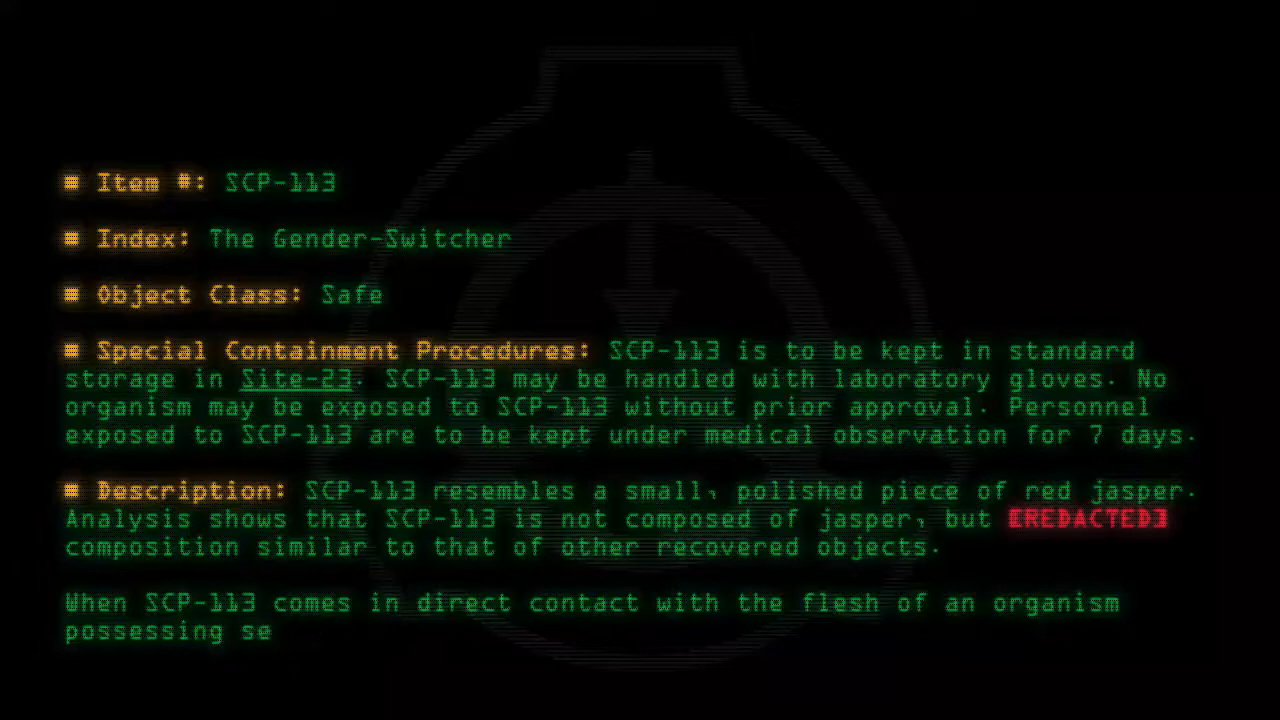 ■ Item #: SCP-113
■ Index: The Gender-Switcher
■ Object Class: Safe
■ Special Containment Procedures: SCP-113 is to be kept in standard
storage in Site-23. SCP-113 may be handled with laboratory gloves. No
organism may be exposed to SCP-113 without prior approval. Personnel
exposed to SCP-113 are to be kept under medical observation for 7 days.
■ Description: SCP-113 resembles a small, polished piece of red jasper.
Analysis shows that SCP-113 is not composed of jasper, but [REDACTED]
composition similar to that of other recovered objects.
When SCP-113 comes in direct contact with the flesh of an organism
possessing se